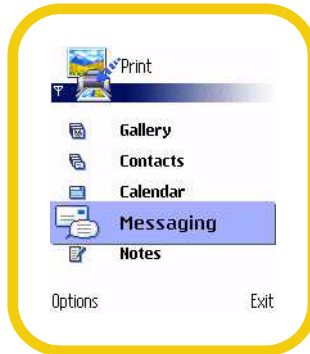 Print
Gallery
Contacts
Calendar
Messaging
Notes
Options Exit